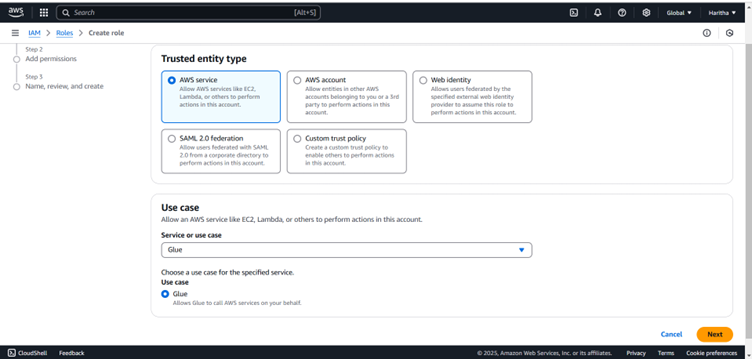 aws
Search [Alt+S] Global Haritha
IAM > Roles > Create role
Step 2
Add permissions
Step 3
Name, review, and create
Trusted entity type
AWS service
Allow AWS services like EC2,
Lambda, or others to perform
actions in this account.
AWS account
Allow entities in other AWS
accounts belonging to you or a 3rd
party to perform actions in this
account.
Web identity
Allows users federated by the
specified external web identity
provider to assume this role to
perform actions in this account.
SAML 2.0 federation
Allow users federated with SAML
2.0 from a corporate directory to
perform actions in this account.
Custom trust policy
Create a custom trust policy to
enable others to perform actions
in this account.
Use case
Allow an AWS service like EC2, Lambda, or others to perform actions in this account.
Service or use case
Glue
Choose a use case for the specified service.
Use case
Glue
Allows Glue to call AWS services on your behalf.
Cancel Next
CloudShell Feedback © 2025, Amazon Web Services, Inc. or its affiliates. Privacy Terms Cookie preferences